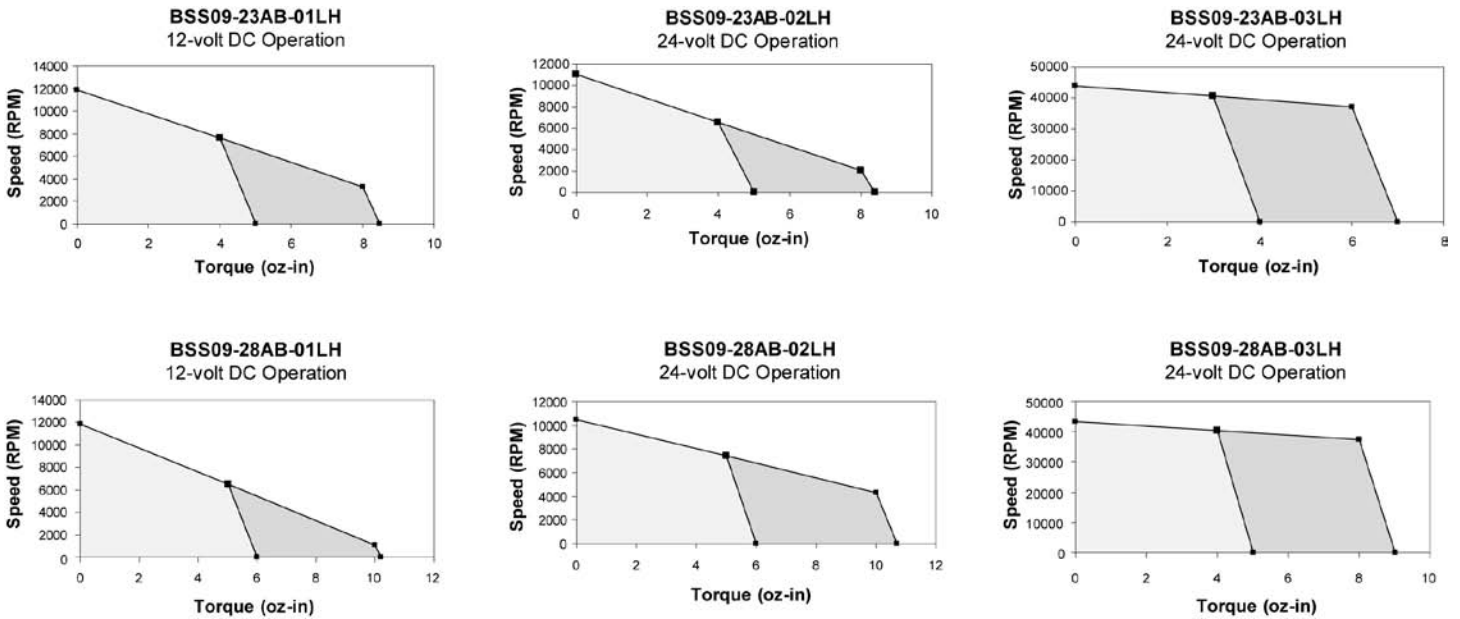 BSS09-23AB-01LH
12-volt DC Operation
Speed (RPM)
14000
12000
10000
8000
6000
4000
2000
0
0 2 4 6 8 10
Torque (oz-in)
BSS09-23AB-02LH
24-volt DC Operation
Speed (RPM)
12000
10000
8000
6000
4000
2000
0
0 2 4 6 8 10
Torque (oz-in)
BSS09-23AB-03LH
24-volt DC Operation
Speed (RPM)
50000
40000
30000
20000
10000
0
0 2 4 6 8
Torque (oz-in)
BSS09-28AB-01LH
12-volt DC Operation
Speed (RPM)
14000
12000
10000
8000
6000
4000
2000
0
0 2 4 6 8 10 12
Torque (oz-in)
BSS09-28AB-02LH
24-volt DC Operation
Speed (RPM)
12000
10000
8000
6000
4000
2000
0
0 2 4 6 8 10 12
Torque (oz-in)
BSS09-28AB-03LH
24-volt DC Operation
Speed (RPM)
50000
40000
30000
20000
10000
0
0 2 4 6 8 10
Torque (oz-in)